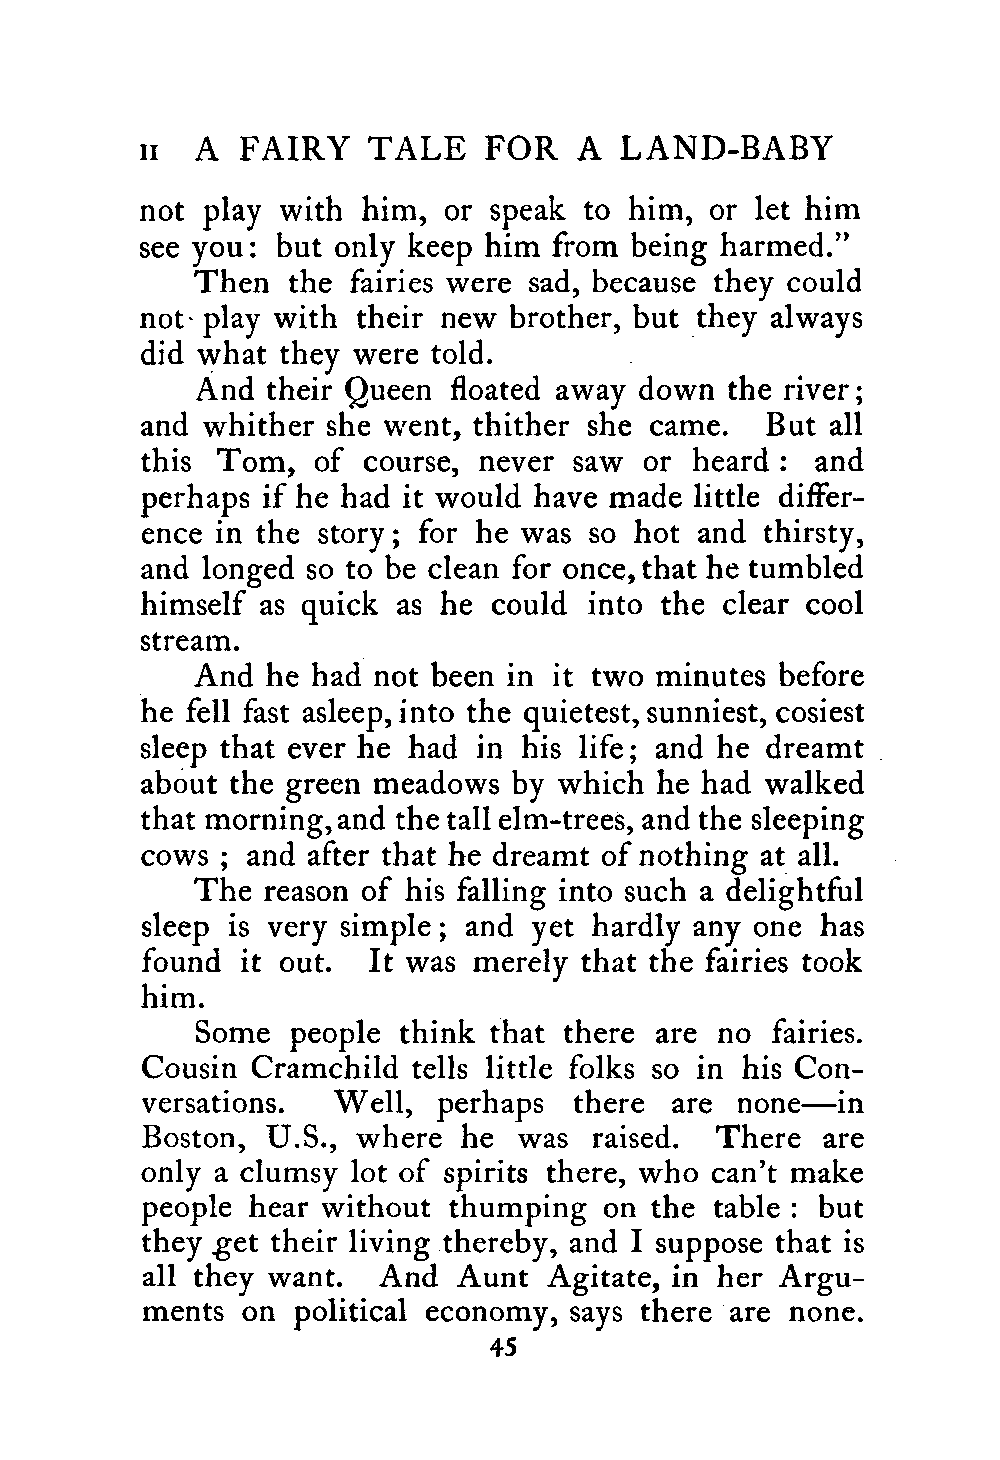 II A FAIRY TALE FOR A LAND-BABY
not play with him, or speak to him, or let him
see you: but only keep him from being harmed."
Then the fairies were sad, because they could
not play with their new brother, but they always
did what they were told.
And their Queen floated away down the river;
and whither she went, thither she came. But all
this Tom, of course, never saw or heard: and
perhaps if he had it would have made little differ-
ence in the story; for he was so hot and thirsty,
and longed so to be clean for once, that he tumbled
himself as quick as he could into the clear cool
stream.
And he had not been in it two minutes before
he fell fast asleep, into the quietest, sunniest, cosiest
sleep that ever he had in his life; and he dreamt
about the green meadows by which he had walked
that morning, and the tall elm-trees, and the sleeping
cows; and after that he dreamt of nothing at all.
The reason of his falling into such a delightful
sleep is very simple; and yet hardly any one has
found it out. It was merely that the fairies took
him.
Some people think that there are no fairies.
Cousin Cramchild tells little folks so in his Con-
versations. Well, perhaps there are none—in
Boston, U.S., where he was raised. There are
only a clumsy lot of spirits there, who can't make
people hear without thumping on the table: but
they get their living thereby, and I suppose that is
all they want. And Aunt Agitate, in her Argu-
ments on political economy, says there are none.
45